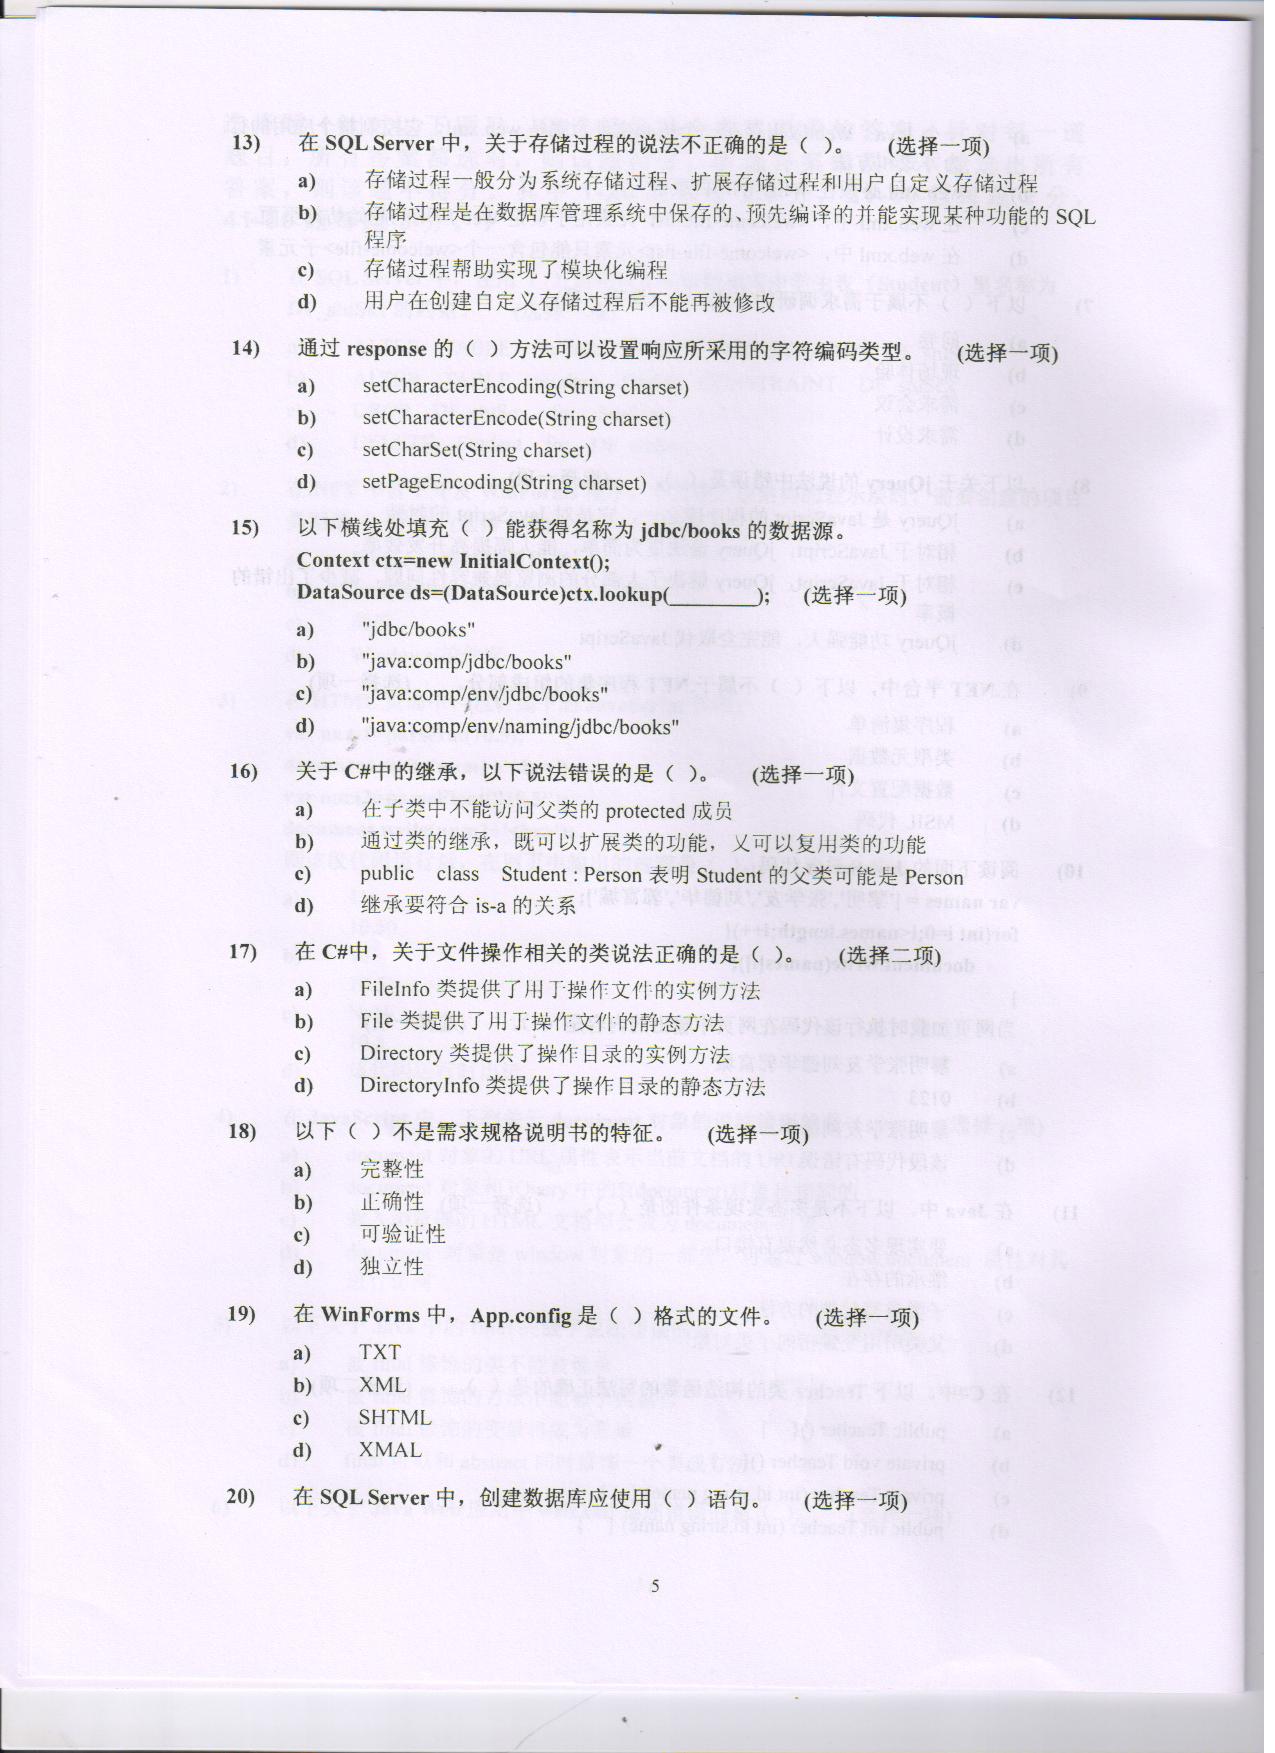 13) 在 SQL Server 中，关于存储过程的说法不正确的是（ ）。 (选择一项)
a) 存储过程一般分为系统存储过程、扩展存储过程和用户自定义存储过程
b) 存储过程是在数据库管理系统中保存的、预先编译的并能实现某种功能的 SQL
程序
c) 存储过程帮助实现了模块化编程
d) 用户在创建自定义存储过程后不能再被修改
14) 通过 response 的（ ）方法可以设置响应所采用的字符编码类型。 (选择一项)
a) setCharacterEncoding(String charset)
b) setCharacterEncode(String charset)
c) setCharSet(String charset)
d) setPageEncoding(String charset)
15) 以下横线处填充（ ）能获得名称为 jdbc/books 的数据源。
Context ctx=new InitialContext();
DataSource ds=(DataSource)ctx.lookup(________); (选择一项)
a) "jdbc/books"
b) "java:comp/jdbc/books"
c) "java:comp/env/jdbc/books"
d) "java:comp/env/naming/jdbc/books"
16) 关于 C#中的继承，以下说法错误的是（ ）。 (选择一项)
a) 在子类中不能访问父类的 protected 成员
b) 通过类的继承，既可以扩展类的功能，又可以复用类的功能
c) public class Student : Person 表明 Student 的父类可能是 Person
d) 继承要符合 is-a 的关系
17) 在 C#中，关于文件操作相关的类说法正确的是（ ）。 (选择二项)
a) FileInfo 类提供了用于操作文件的实例方法
b) File 类提供了用于操作文件的静态方法
c) Directory 类提供了操作目录的实例方法
d) DirectoryInfo 类提供了操作目录的静态方法
18) 以下（ ）不是需求规格说明书的特征。 (选择一项)
a) 完整性
b) 正确性
c) 可验证性
d) 独立性
19) 在 WinForms 中，App.config 是（ ）格式的文件。 (选择一项)
a) TXT
b) XML
c) SHTML
d) XMAL
20) 在 SQL Server 中，创建数据库应使用（ ）语句。 (选择一项)
5